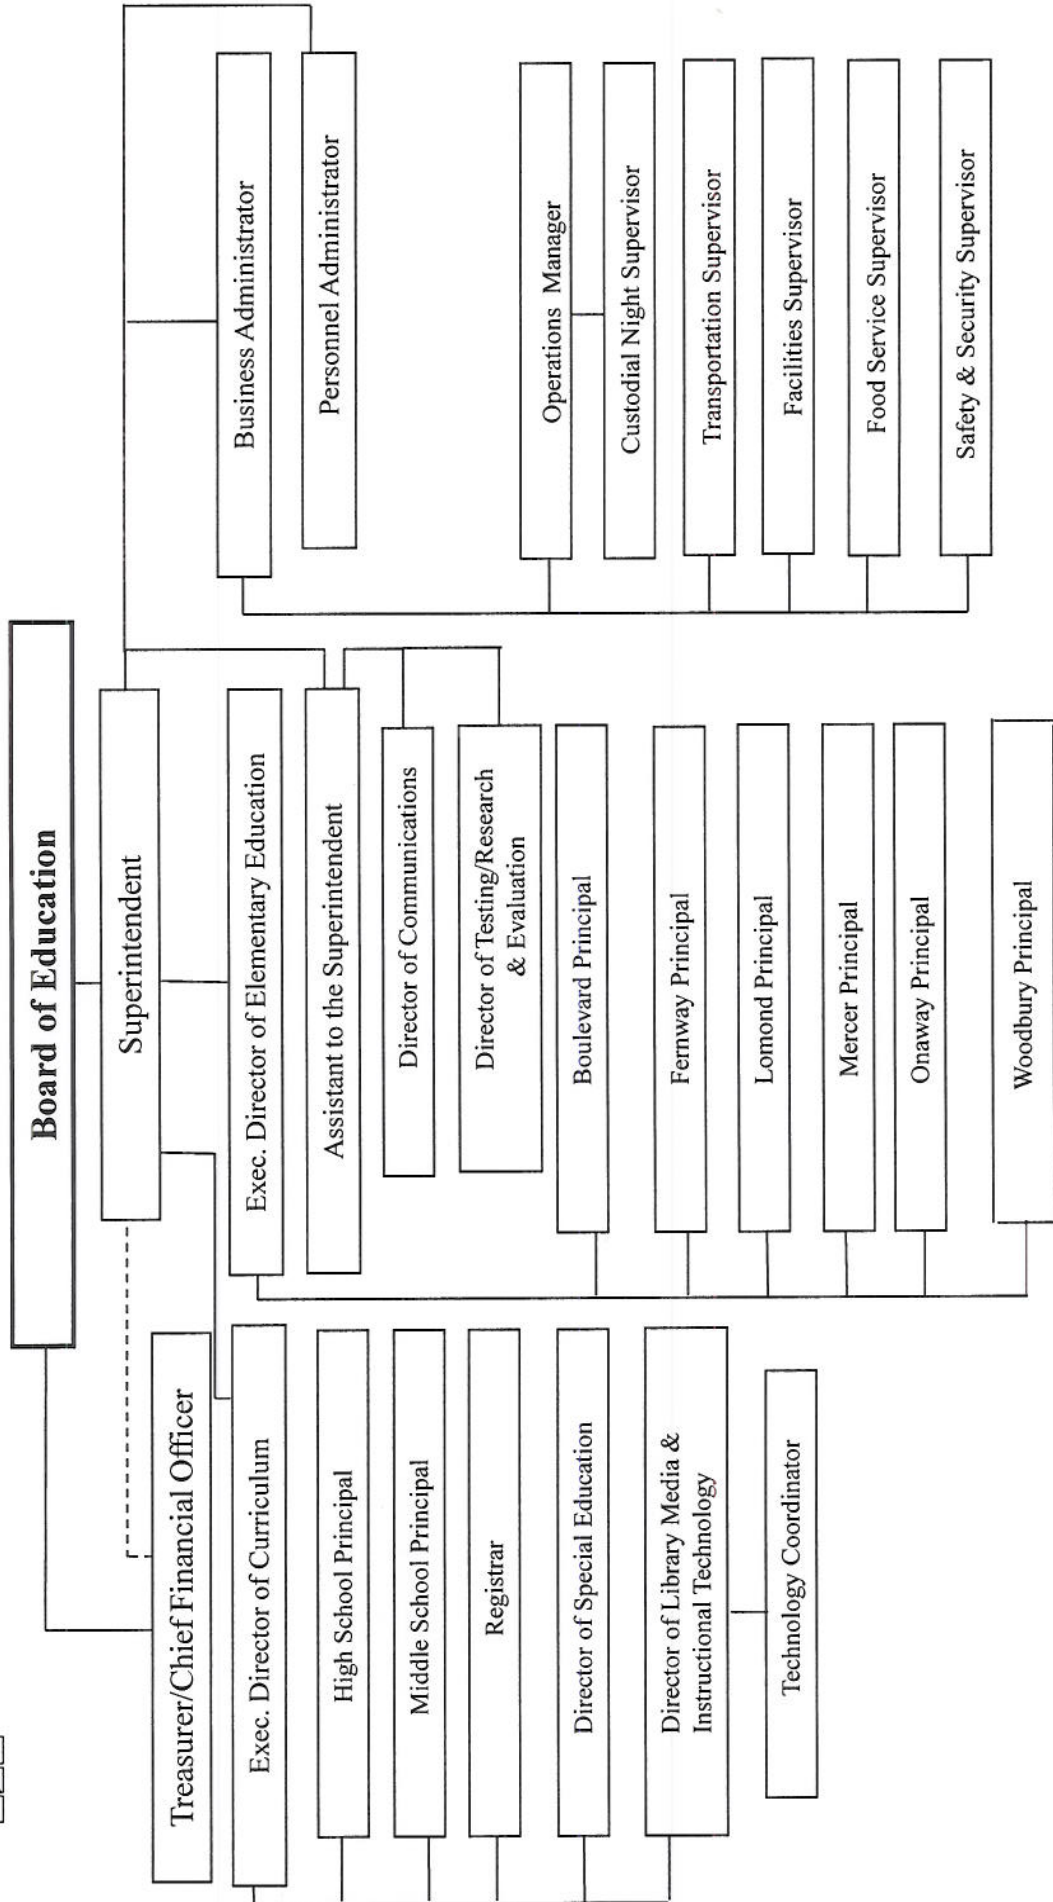 Board of Education
Superintendent
Treasurer/Chief Financial Officer
Exec. Director of Curriculum
High School Principal
Middle School Principal
Registrar
Director of Special Education
Director of Library Media &
Instructional Technology
Technology Coordinator
Exec. Director of Elementary Education
Assistant to the Superintendent
Director of Communications
Director of Testing/Research
& Evaluation
Boulevard Principal
Fernway Principal
Lomond Principal
Mercer Principal
Onaway Principal
Woodbury Principal
Business Administrator
Personnel Administrator
Operations Manager
Custodial Night Supervisor
Transportation Supervisor
Facilities Supervisor
Food Service Supervisor
Safety & Security Supervisor